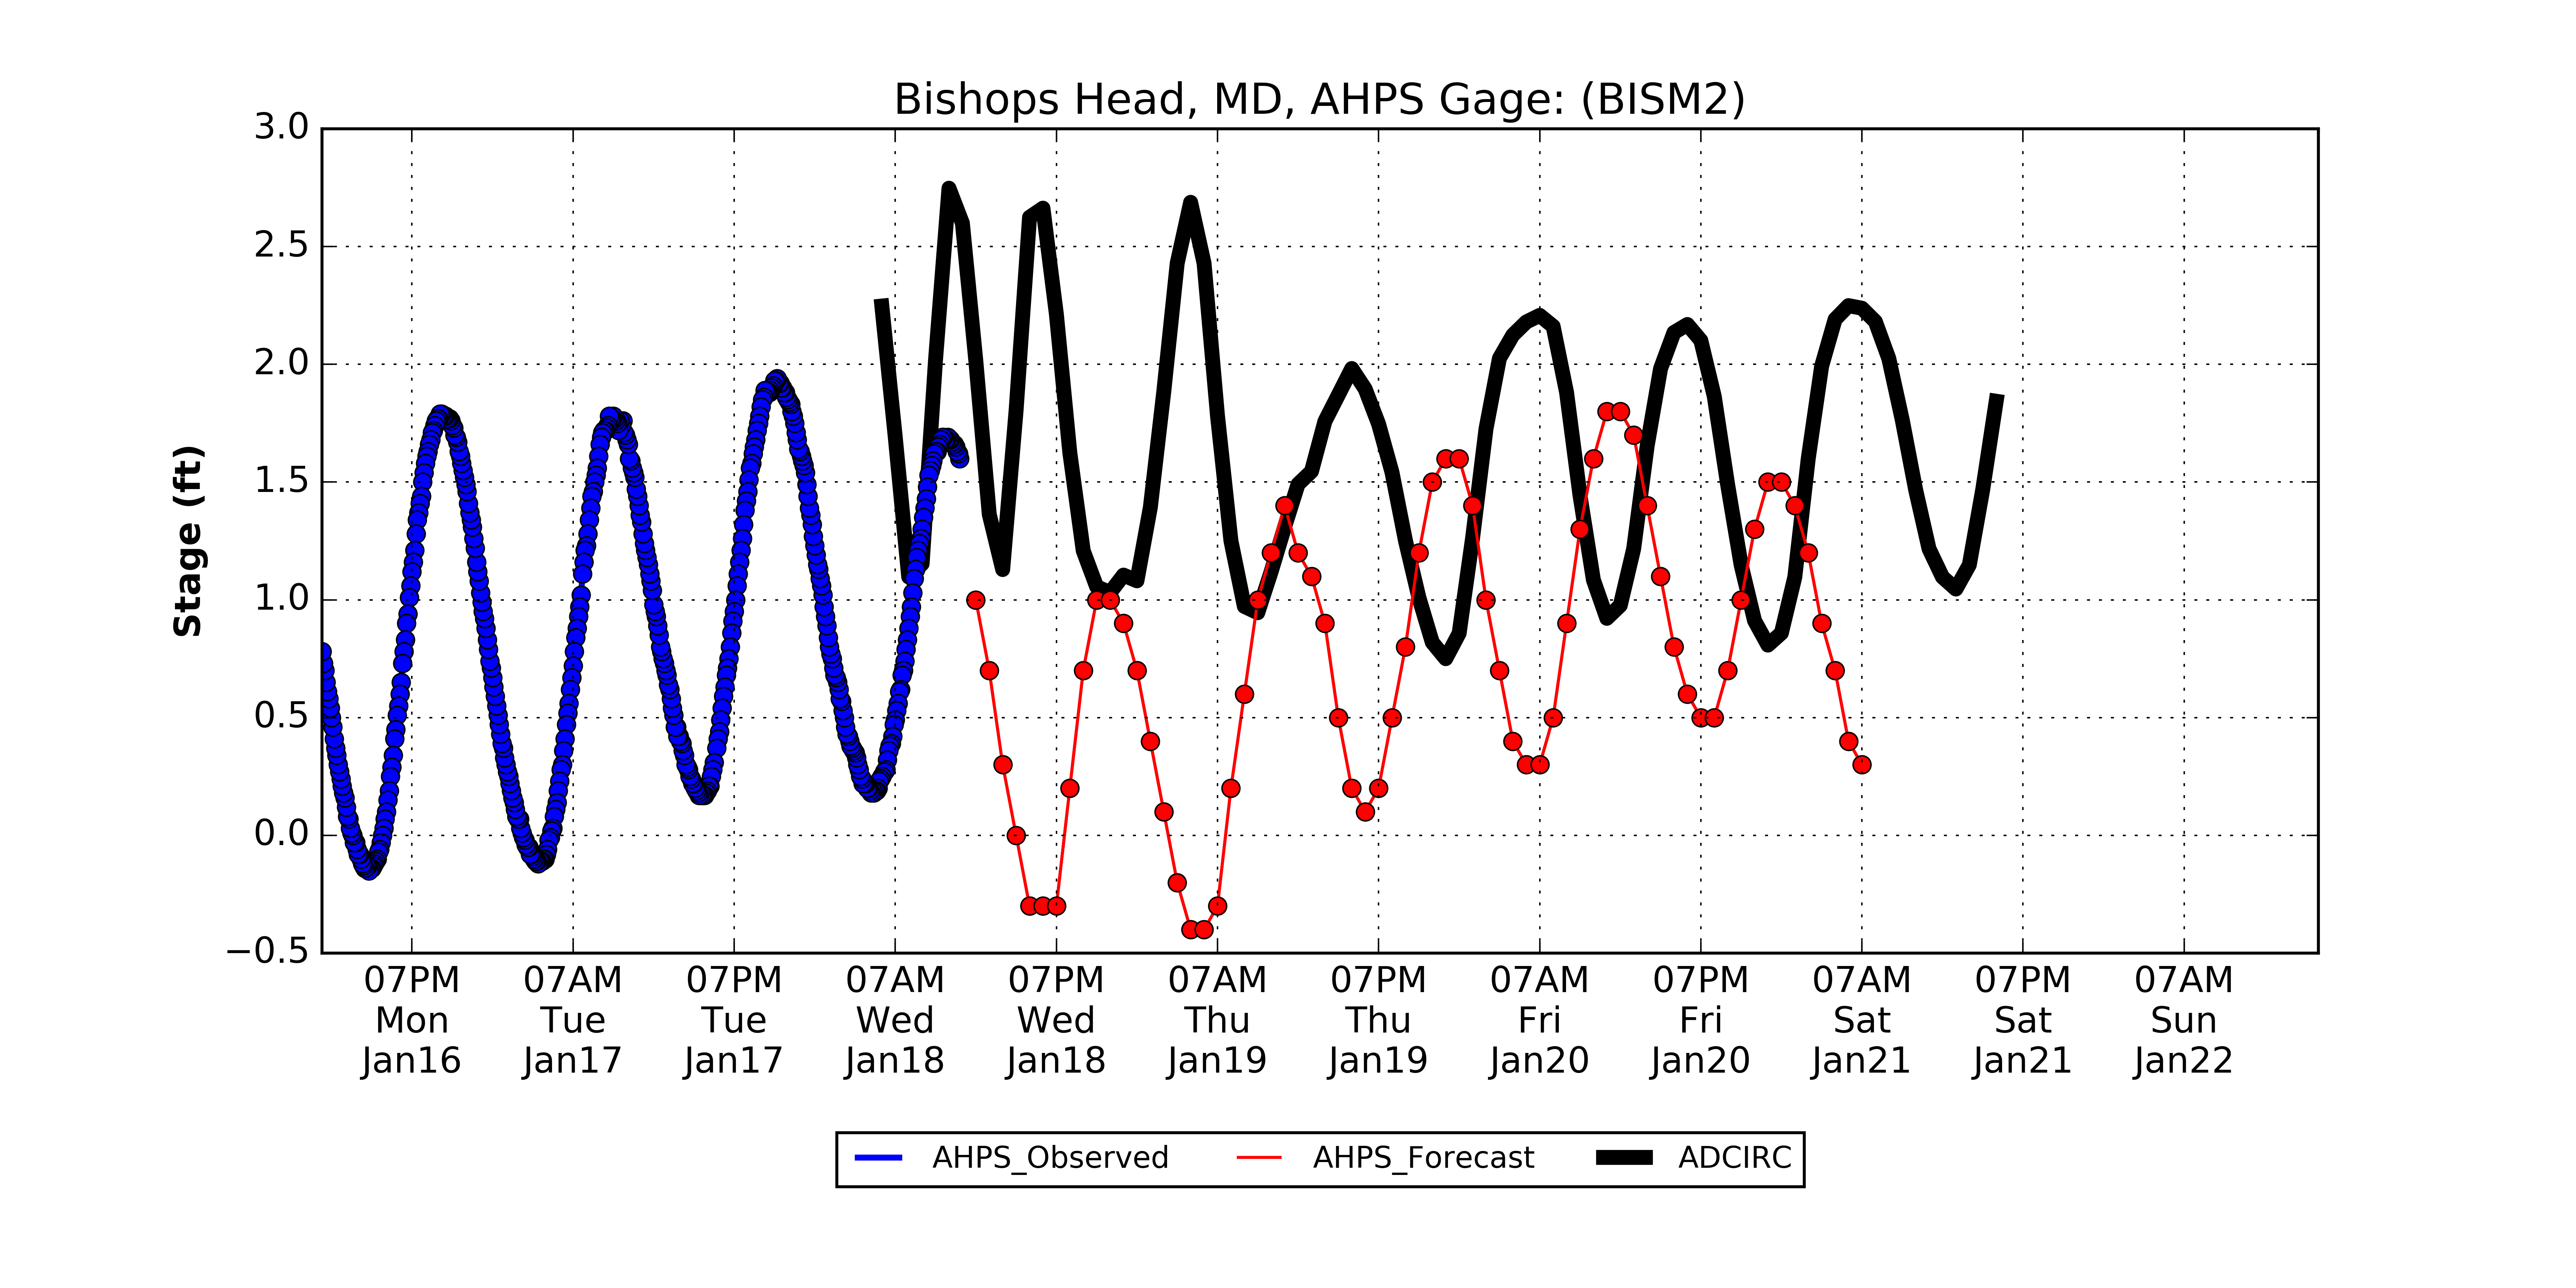 Bishops Head, MD, AHPS Gage: (BISM2)
Stage (ft)
3.0
2.5
2.0
1.5
1.0
0.5
0.0
−0.5
07PM 07AM 07PM 07AM 07PM 07AM 07PM 07AM 07PM 07AM 07PM 07AM
Mon Tue Tue Wed Wed Thu Thu Fri Fri Sat Sat Sun
Jan16 Jan17 Jan17 Jan18 Jan18 Jan19 Jan19 Jan20 Jan20 Jan21 Jan21 Jan22
AHPS_Observed AHPS_Forecast ADCIRC